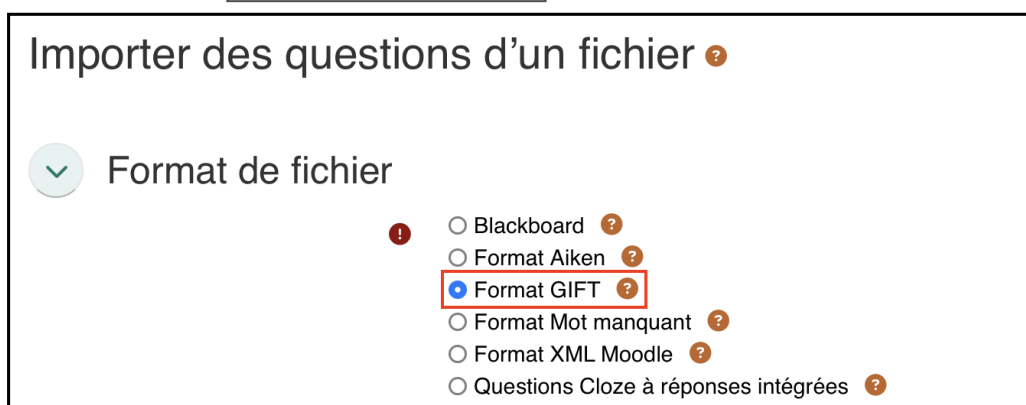 Importer des questions d’un fichier ?
Format de fichier
! Blackboard ?
Format Aiken ?
Format GIFT ?
Format Mot manquant ?
Format XML Moodle ?
Questions Cloze à réponses intégrées ?